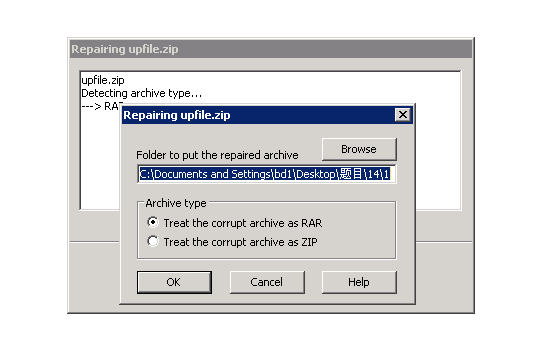 Repairing upfile.zip
upfile.zip
Detecting archive type...
---> RAR
Repairing upfile.zip
Browse
Folder to put the repaired archive
C:\Documents and Settings\bd1\Desktop\题目\14\1
Archive type
Treat the corrupt archive as RAR
Treat the corrupt archive as ZIP
OK Cancel Help